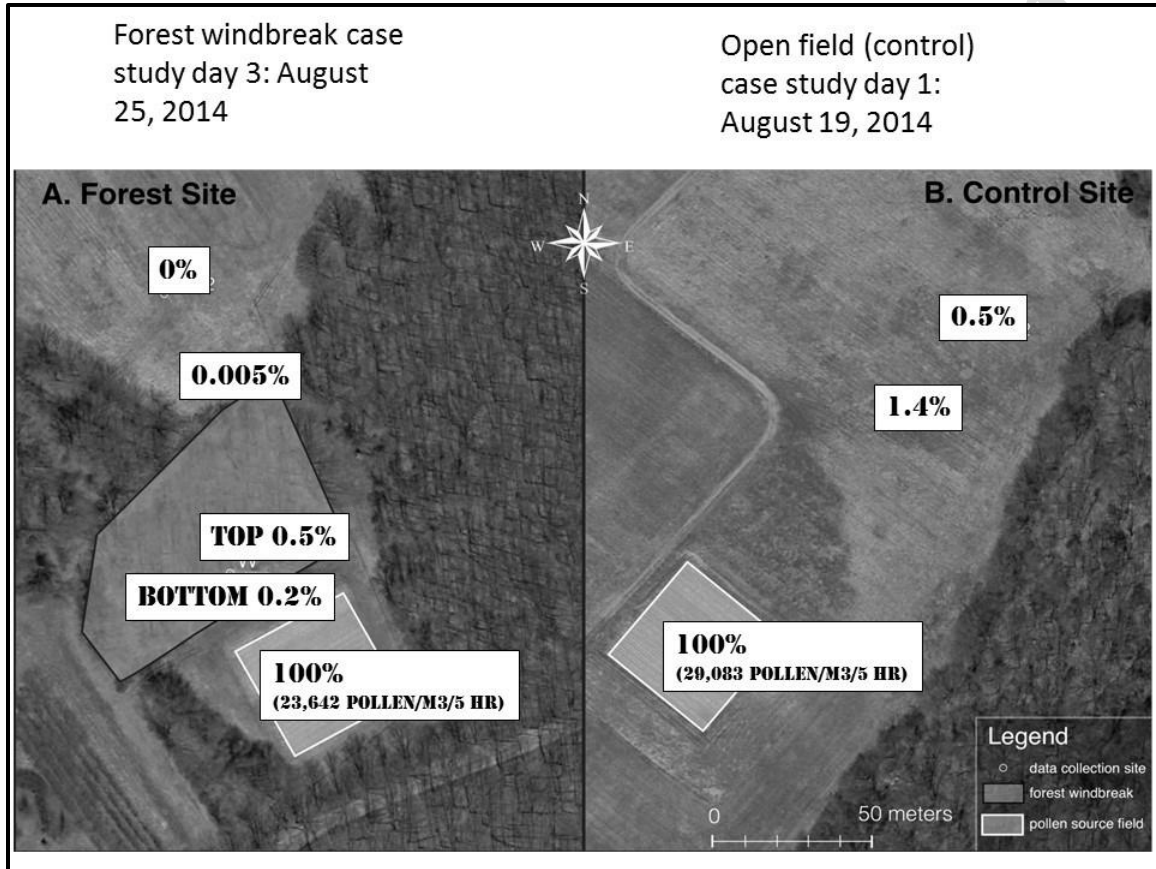 Forest windbreak case
study day 3: August
25, 2014
Open field (control)
case study day 1:
August 19, 2014
A. Forest Site
B. Control Site
N
W
E
S
0%
0.005%
TOP 0.5%
BOTTOM 0.2%
100%
(23,642 POLLEN/M3/5 HR)
0.5%
1.4%
100%
(29,083 POLLEN/M3/5 HR)
0
50 meters
Legend
data collection site
forest windbreak
pollen source field